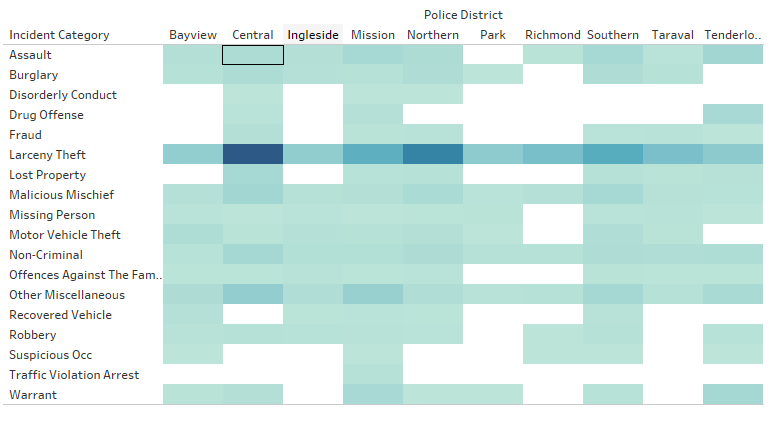 Police District
Incident Category Bayview Central Ingleside Mission Northern Park Richmond Southern Taraval Tenderlo..
Assault
Burglary
Disorderly Conduct
Drug Offense
Fraud
Larceny Theft
Lost Property
Malicious Mischief
Missing Person
Motor Vehicle Theft
Non-Criminal
Offences Against The Fam..
Other Miscellaneous
Recovered Vehicle
Robbery
Suspicious Occ
Traffic Violation Arrest
Warrant